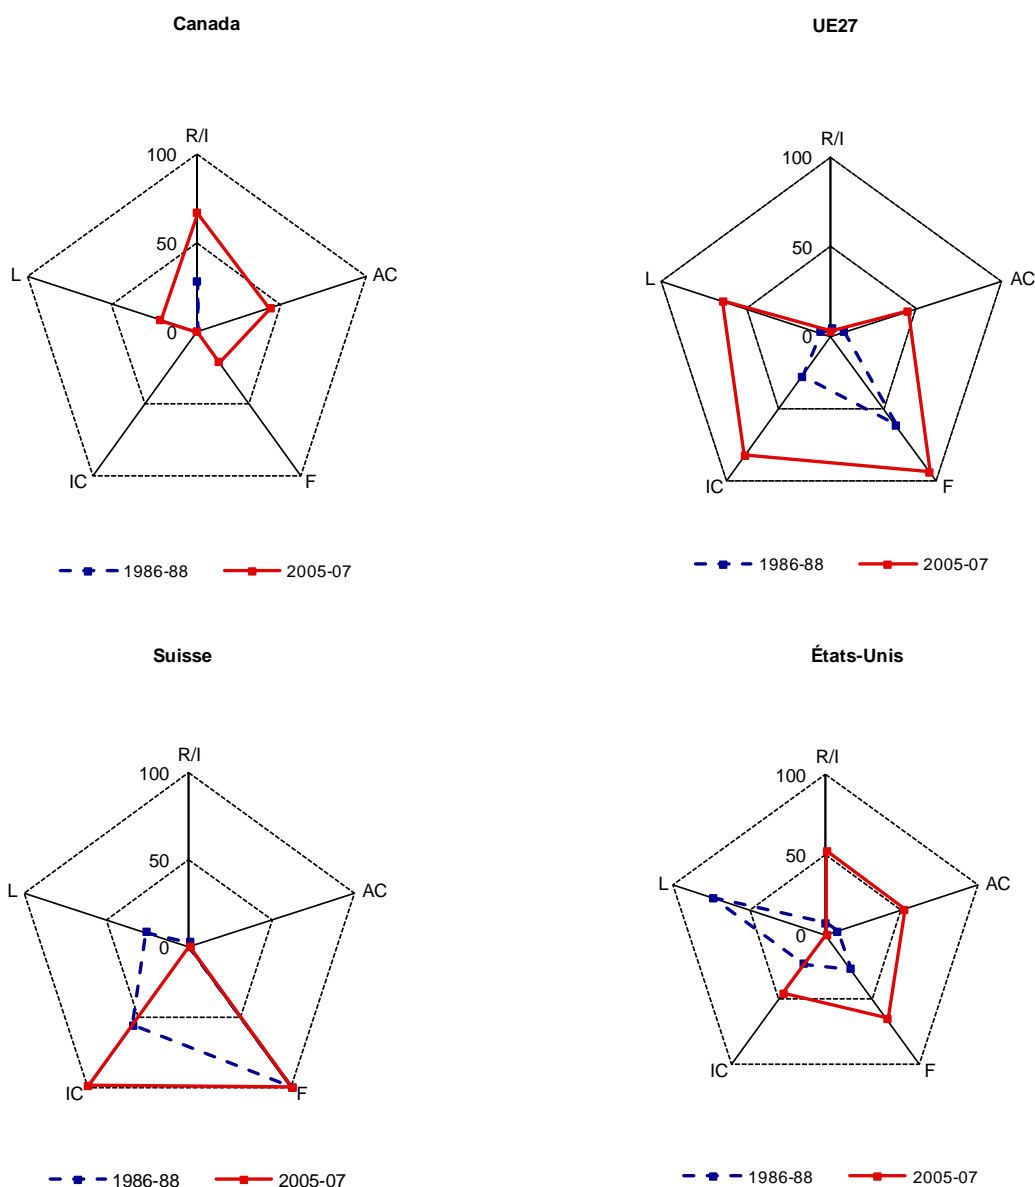 Canada
R/I
100
50
0
L
AC
IC
F
1986-88
2005-07
UE27
R/I
100
50
0
L
AC
IC
F
1986-88
2005-07
Suisse
R/I
100
50
0
L
AC
IC
F
1986-88
2005-07
États-Unis
R/I
100
50
0
L
AC
IC
F
1986-88
2005-07